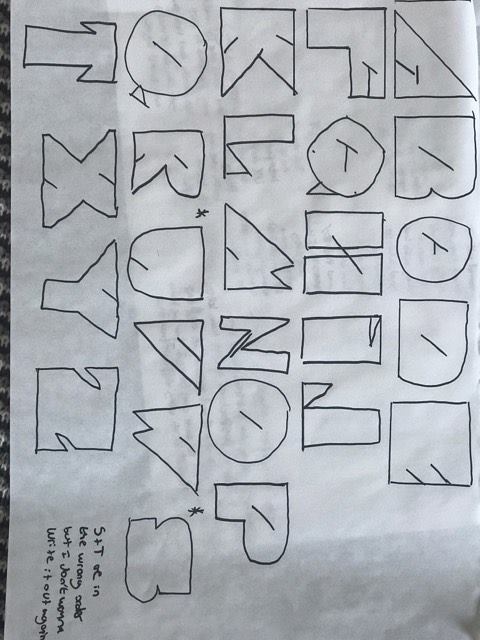 A B C D E
F G H I J
K L M N O P
Q R * U V W * S
T X Y Z
S+T are in
the wrong order
but I don't wanna
write it out again